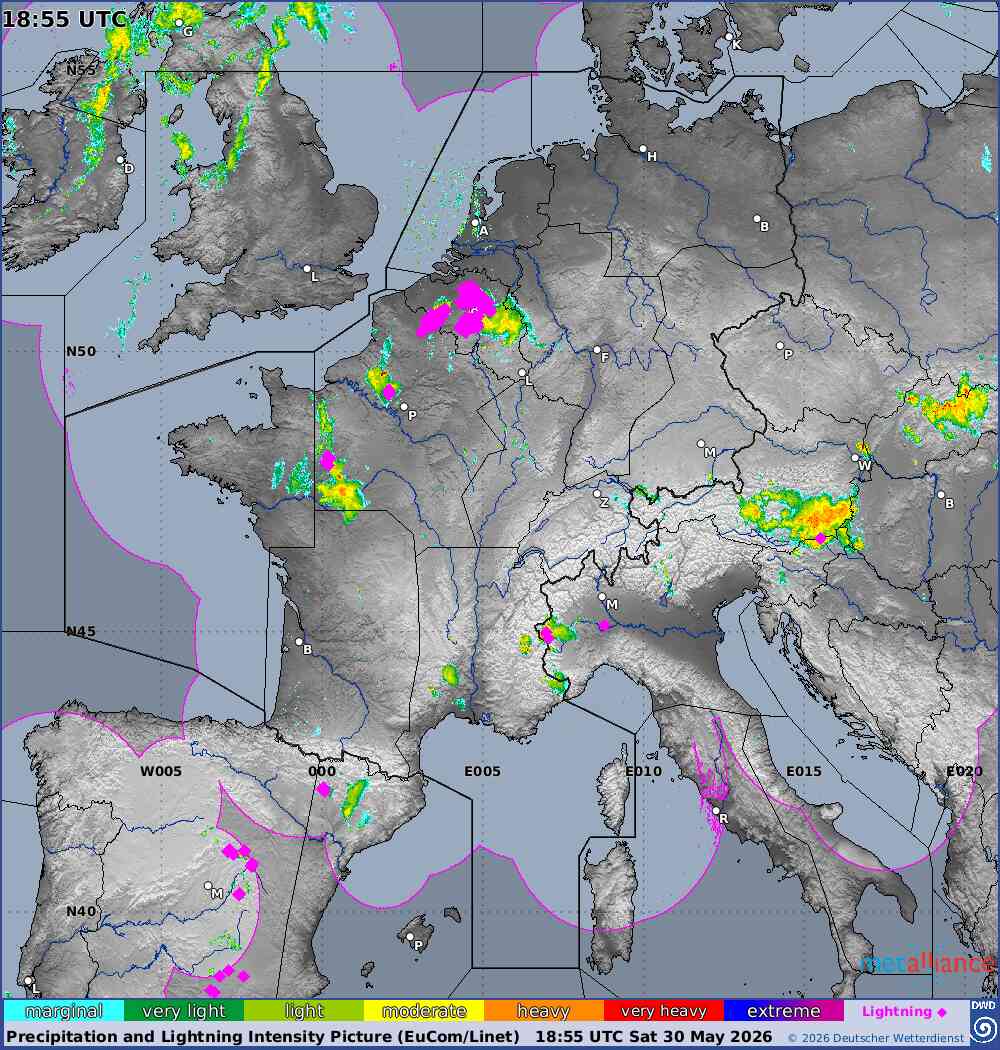 18:55 UTC
G
K
N55
D
H
A
B
L
N50
F
P
L
P
M
W
Z
B
M
N45
B
W005
000
E005
E010
E015
E020
R
M
N40
P
L
metalliance
marginal
very light
light
moderate
heavy
very heavy
extreme
Lightning
DWD
Precipitation and Lightning Intensity Picture (EuCom/Linet) 18:55 UTC Sat 30 May 2026
© 2026 Deutscher Wetterdienst